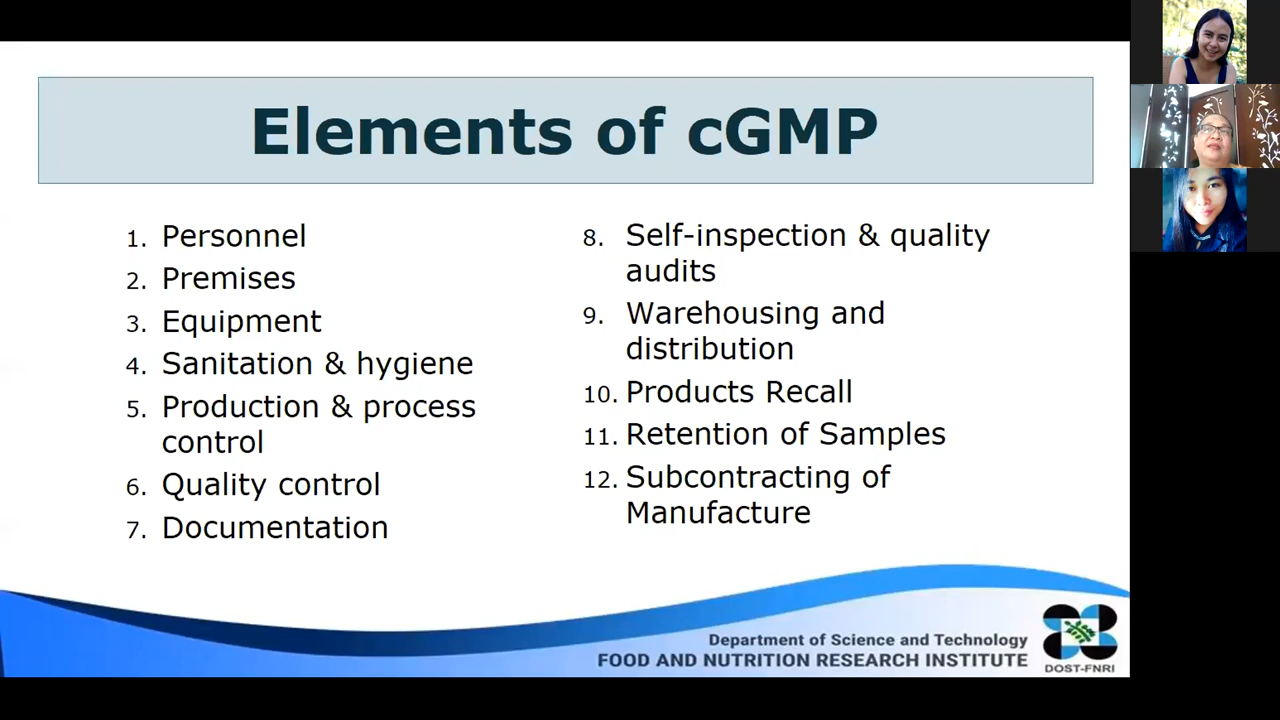 Elements of cGMP
1. Personnel
2. Premises
3. Equipment
4. Sanitation & hygiene
5. Production & process
control
6. Quality control
7. Documentation
8. Self-inspection & quality
audits
9. Warehousing and
distribution
10. Products Recall
11. Retention of Samples
12. Subcontracting of
Manufacture
Department of Science and Technology
FOOD AND NUTRITION RESEARCH INSTITUTE
DOST-FNRI